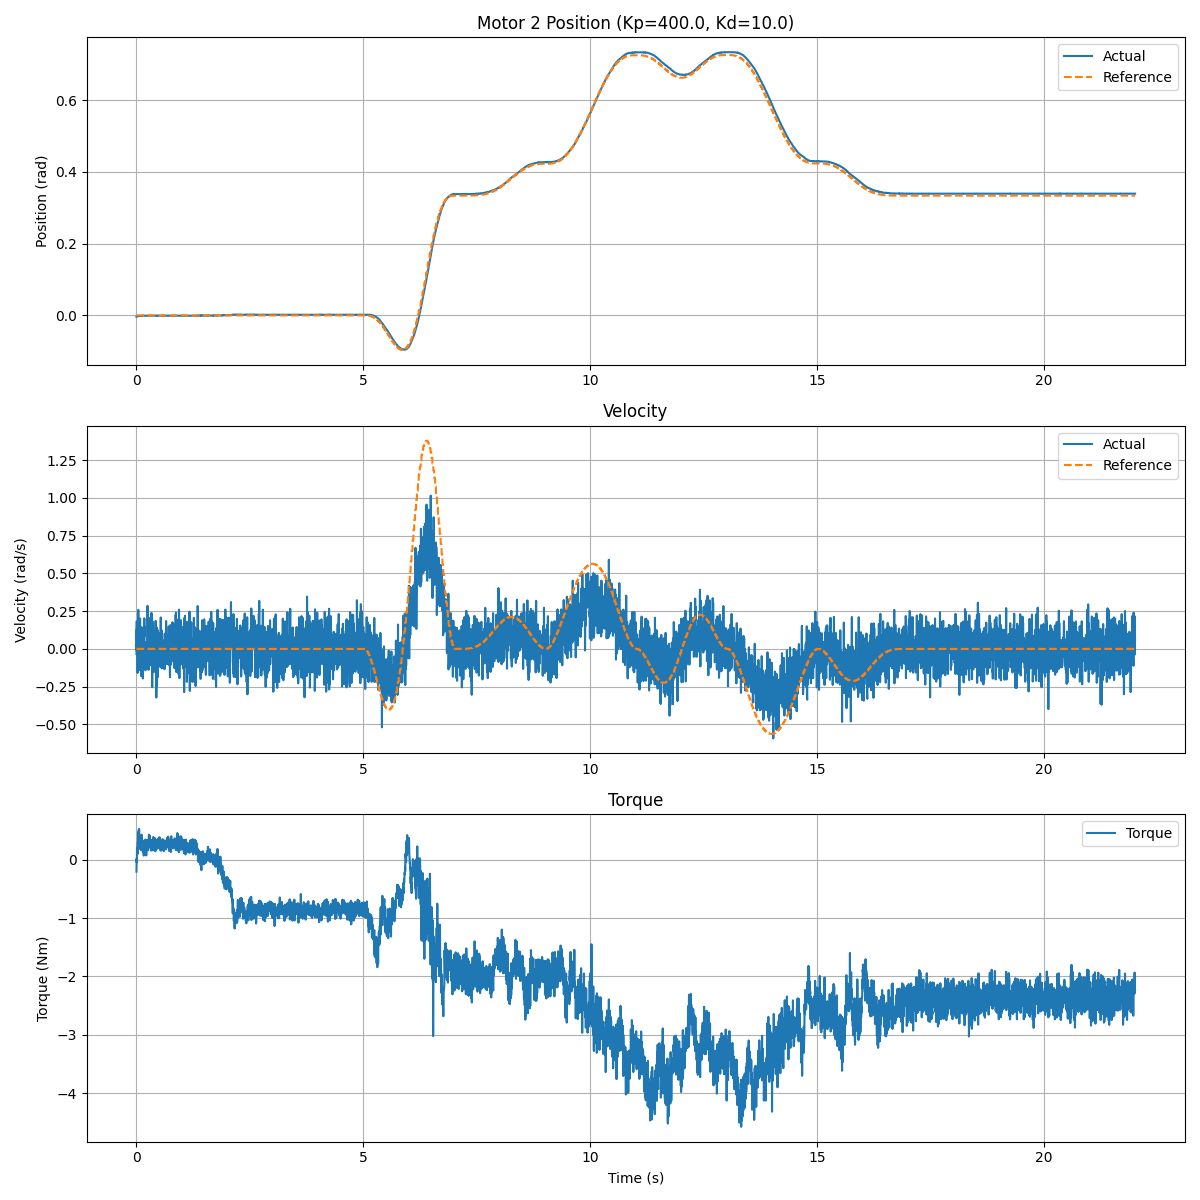 Motor 2 Position (Kp=400.0, Kd=10.0)
Position (rad)
0.6
0.4
0.2
0.0
Actual
Reference
0
5
10
15
20
Velocity
Velocity (rad/s)
1.25
1.00
0.75
0.50
0.25
0.00
−0.25
−0.50
Actual
Reference
0
5
10
15
20
Torque
Torque (Nm)
0
−1
−2
−3
−4
Torque
0
5
10
15
20
Time (s)